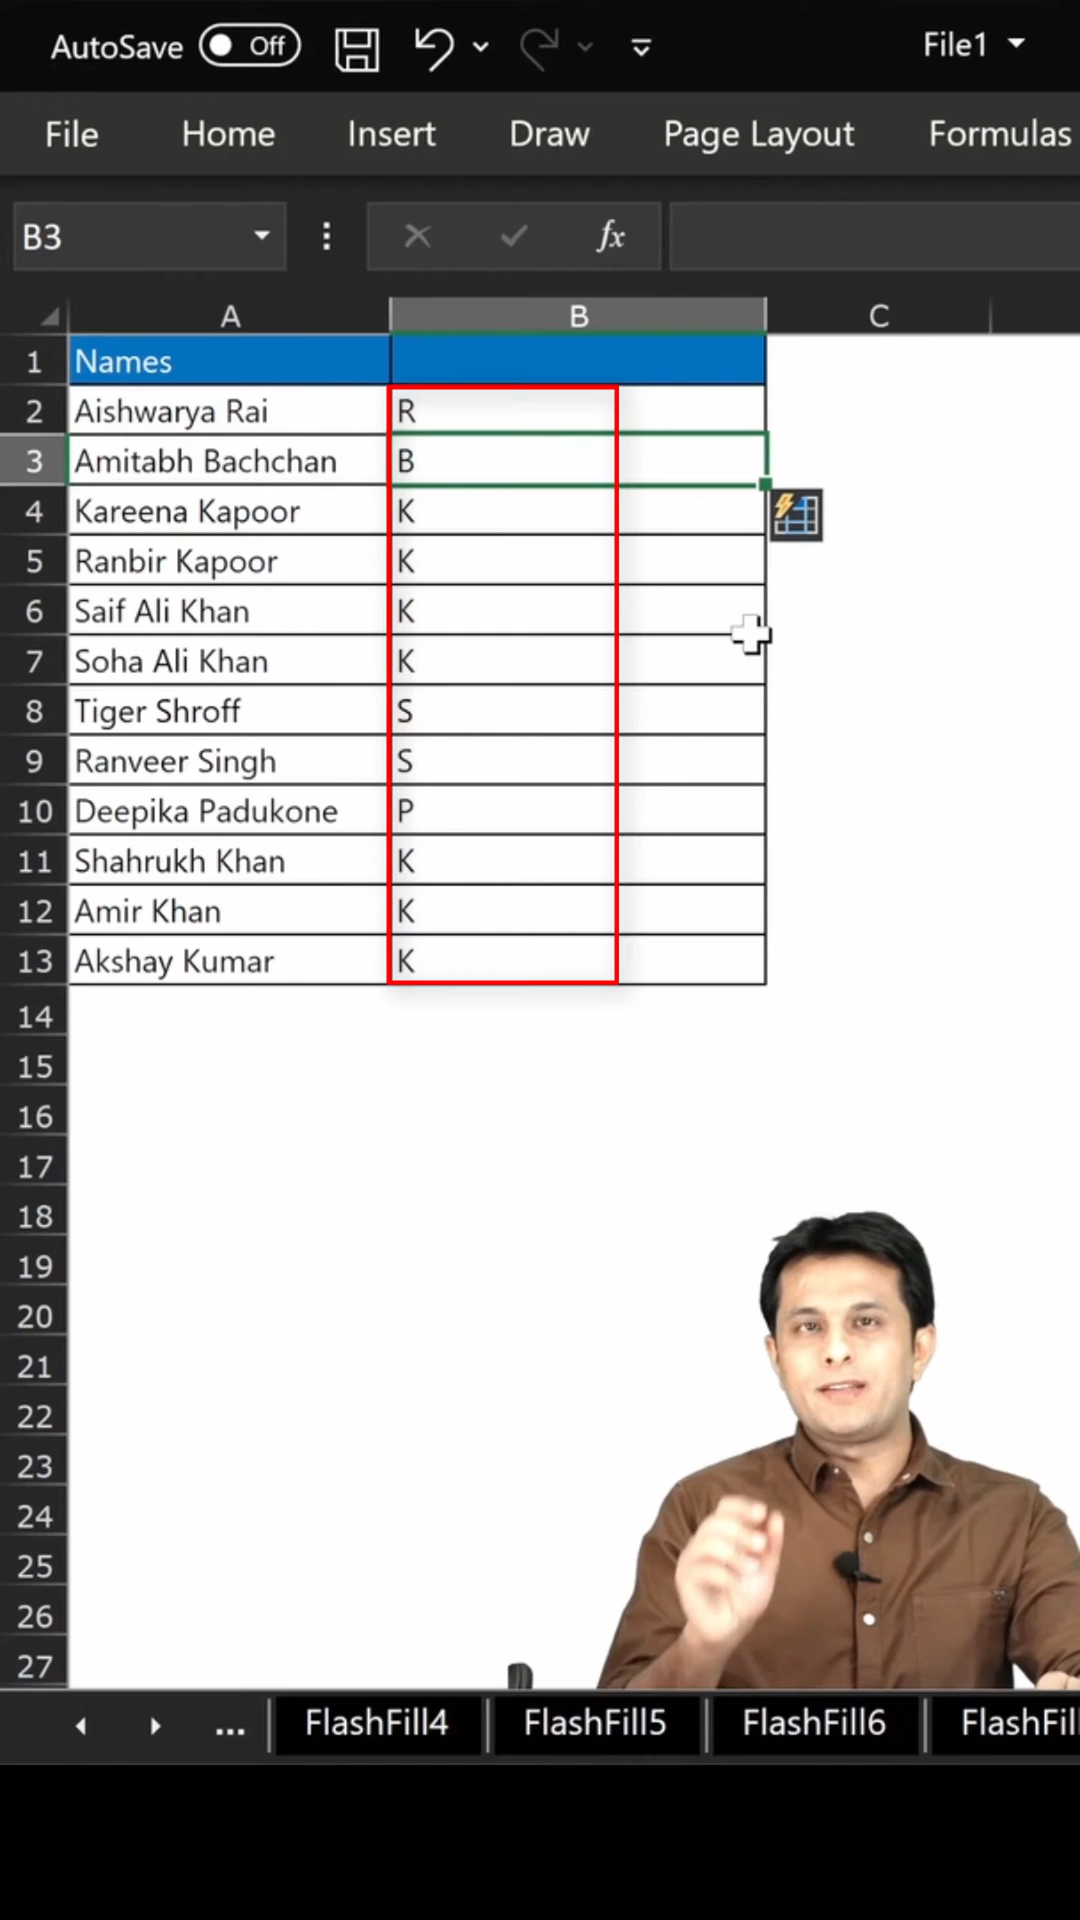 AutoSave Off File1
File Home Insert Draw Page Layout Formulas
B3 fx
A B C
1 Names
2 Aishwarya Rai R
3 Amitabh Bachchan B
4 Kareena Kapoor K
5 Ranbir Kapoor K
6 Saif Ali Khan K
7 Soha Ali Khan K
8 Tiger Shroff S
9 Ranveer Singh S
10 Deepika Padukone P
11 Shahrukh Khan K
12 Amir Khan K
13 Akshay Kumar K
14
15
16
17
18
19
20
21
22
23
24
25
26
27
... FlashFill4 FlashFill5 FlashFill6 FlashFill